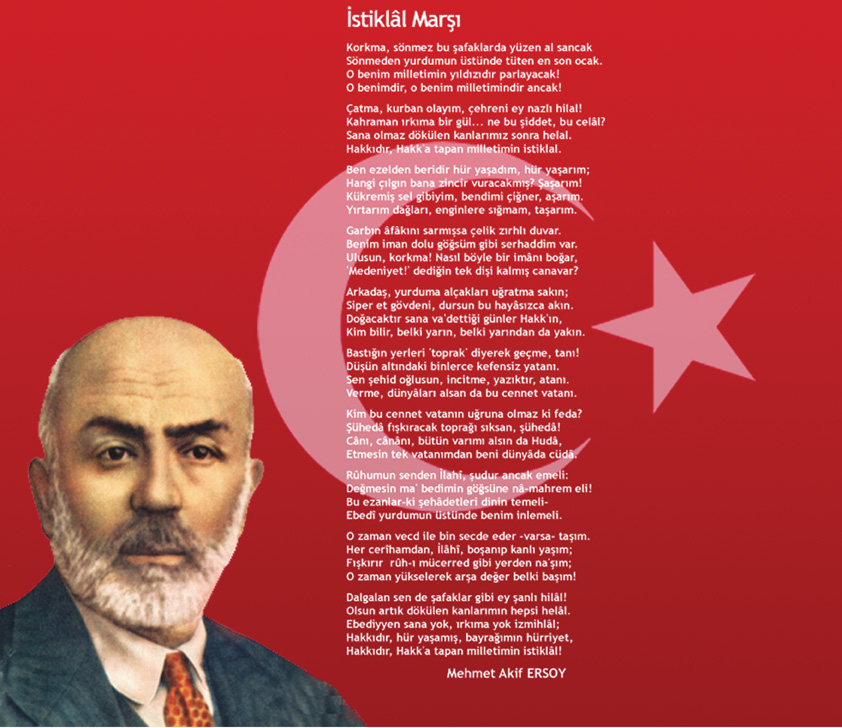 İstiklâl Marşı
Korkma, sönmez bu şafaklarda yüzen al sancak
Sönmeden yurdumun üstünde tüten en son ocak.
O benim milletimin yıldızıdır parlayacak!
O benimdir, o benim milletimindir ancak!
Çatma, kurban olayım, çehreni ey nazlı hilal!
Kahraman ırkıma bir gül... ne bu şiddet, bu celâl?
Sana olmaz dökülen kanlarımız sonra helal.
Hakkıdır, Hakk'a tapan milletimin istiklal.
Ben ezelden beridir hür yaşadım, hür yaşarım;
Hangi çılgın bana zincir vuracakmış? Şaşarım!
Kükremiş sel gibiyim, bendimi çiğner, aşarım.
Yırtarım dağları, enginlere sığmam, taşarım.
Garbın âfâkını sarmışsa çelik zırhlı duvar.
Benim iman dolu göğsüm gibi serhaddim var.
Ulusun, korkma! Nasıl böyle bir imânı boğar,
'Medeniyet!' dediğin tek dişi kalmış canavar?
Arkadaş, yurduma alçakları uğratma sakın;
Siper et gövdeni, dursun bu hayâsızca akın.
Doğacaktır sana va'dettiği günler Hakk'ın,
Kim bilir, belki yarın, belki yarından da yakın.
Bastığın yerleri 'toprak' diyerek geçme, tanı!
Düşün altındaki binlerce kefensiz yatanı.
Sen şehid oğlusun, incitme, yazıktır, atanı.
Verme, dünyâları alsan da bu cennet vatanı.
Kim bu cennet vatanın uğruna olmaz ki feda?
Şühedâ fışkıracak toprağı sıksan, şühedâ!
Cânı, cânânı, bütün varımı alsın da Hudâ,
Etmesin tek vatanımdan beni dünyâda cüdâ.
Rûhumun senden İlahî, şudur ancak emeli:
Değmesin ma' bedimin göğsüne nâ-mahrem eli!
Bu ezanlar-ki şehâdetleri dinin temeli-
Ebedî yurdumun üstünde benim inlemeli.
O zaman vecd ile bin secde eder -varsa- taşım.
Her cerîhamdan, İlâhî, boşanıp kanlı yaşım;
Fışkırır rûh-ı mücerred gibi yerden na'şım;
O zaman yükselerek arşa değer belki başım!
Dalgalan sen de şafaklar gibi ey şanlı hilâl!
Olsun artık dökülen kanlarımın hepsi helâl.
Ebediyyen sana yok, ırkıma yok izmihlâl;
Hakkıdır, hür yaşamış, bayrağımın hürriyet,
Hakkıdır, Hakk'a tapan milletimin istiklâl!
Mehmet Akif ERSOY